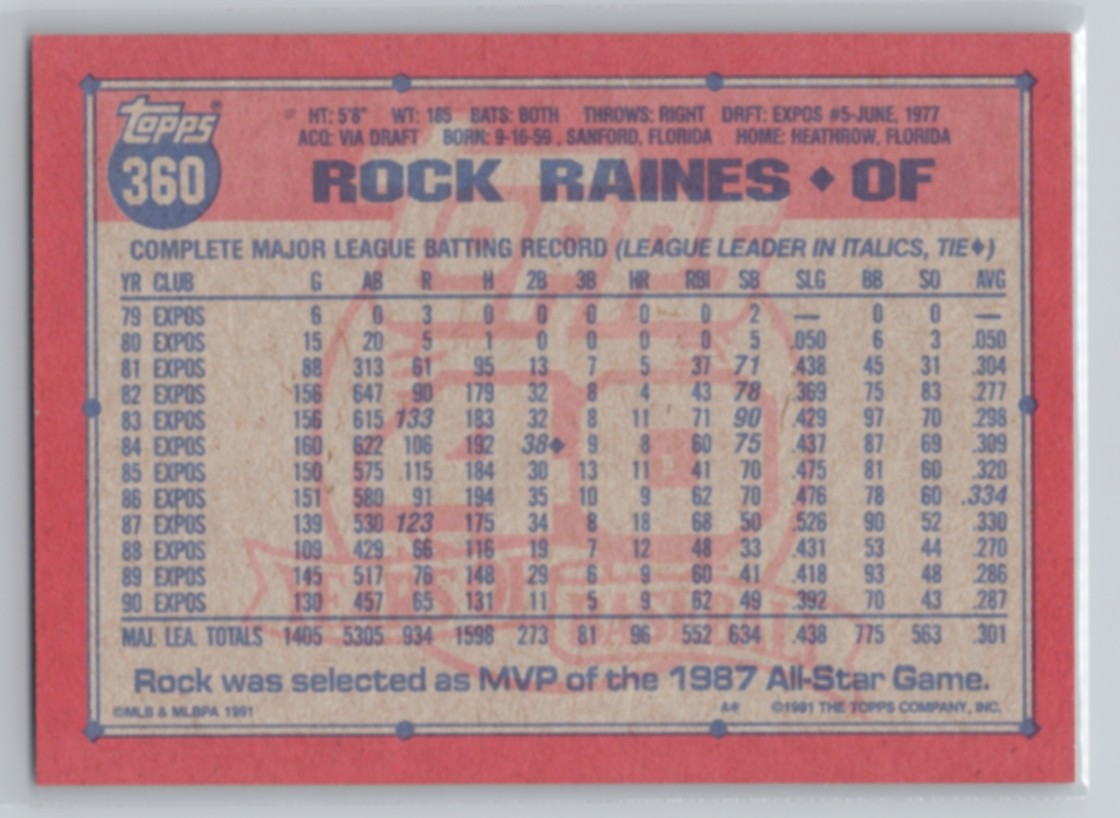 Topps®
360
HT: 5'8" WT: 185 BATS: BOTH THROWS: RIGHT DRFT: EXPOS #5-JUNE, 1977
ACQ: VIA DRAFT BORN: 9-16-59, SANFORD, FLORIDA HOME: HEATHROW, FLORIDA
ROCK RAINES ♦ OF
COMPLETE MAJOR LEAGUE BATTING RECORD (LEAGUE LEADER IN ITALICS, TIE♦)
YR CLUB G AB R H 2B 3B HR RBI SB SLG BB SO AVG
79 EXPOS 6 0 3 0 0 0 0 0 2 — 0 0 —
80 EXPOS 15 20 5 1 0 0 0 0 5 .050 6 3 .050
81 EXPOS 88 313 61 95 13 7 5 37 71 .438 45 31 .304
82 EXPOS 156 647 90 179 32 8 4 43 78 .369 75 83 .277
83 EXPOS 156 615 133 183 32 8 11 71 90 .429 97 70 .298
84 EXPOS 160 622 106 192 38♦ 9 8 60 75 .437 87 69 .309
85 EXPOS 150 575 115 184 30 13 11 41 70 .475 81 60 .320
86 EXPOS 151 580 91 194 35 10 9 62 70 .476 78 60 .334
87 EXPOS 139 530 123 175 34 8 18 68 50 .526 90 52 .330
88 EXPOS 109 429 66 116 19 7 12 48 33 .431 53 44 .270
89 EXPOS 145 517 76 148 29 6 9 60 41 .418 93 48 .286
90 EXPOS 130 457 65 131 11 5 9 62 49 .392 70 43 .287
MAJ. LEA. TOTALS 1405 5305 934 1598 273 81 96 552 634 .438 775 563 .301
Rock was selected as MVP of the 1987 All-Star Game.
©MLB & MLBPA 1991 ©1991 THE TOPPS COMPANY, INC.
TOPPS
40
YEARS OF
BASEBALL